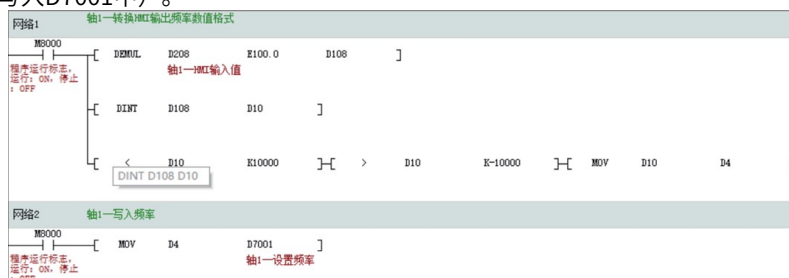 写入D7001中）。
网络1 轴1—转换HMI输出频率数值格式
M8000
DEMUL D208 E100.0 D108
程序运行标志， 轴1—HMI输入值
运行：ON，停止
：OFF
DINT D108 D10
< D10 K10000 > D10 K-10000 MOV D10 D4
DINT D108 D10
网络2 轴1—写入频率
M8000
MOV D4 D7001
程序运行标志， 轴1—设置频率
运行：ON，停止
：OFF